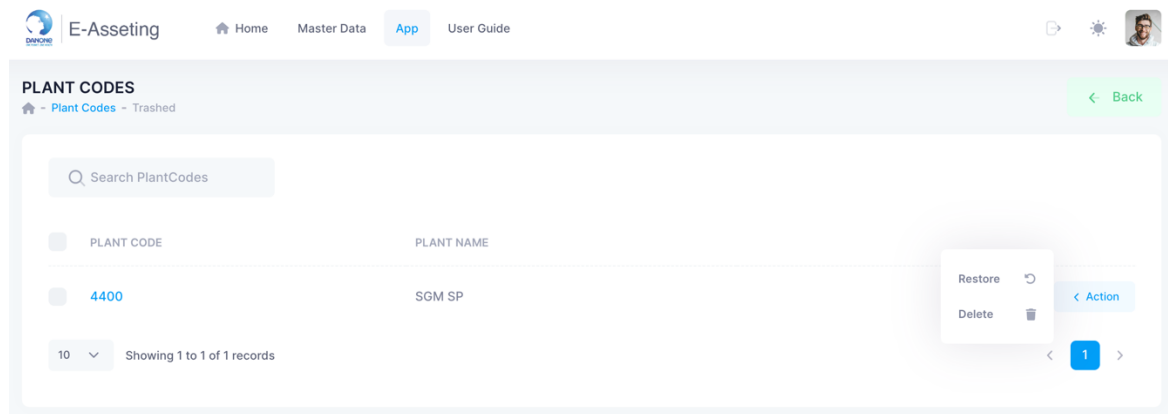 DANONE
E-Asseting
Home
Master Data
App
User Guide
PLANT CODES
- Plant Codes - Trashed
Back
Search PlantCodes
PLANT CODE
PLANT NAME
4400
SGM SP
Restore
Delete
Action
10
Showing 1 to 1 of 1 records
1